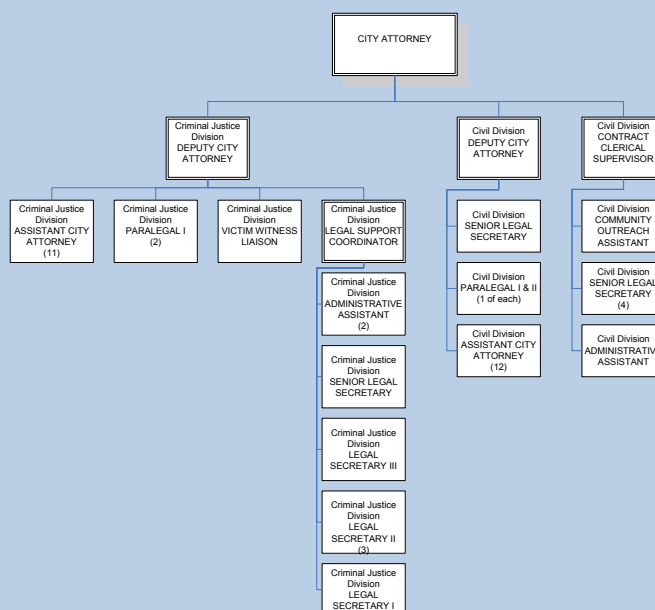 CITY ATTORNEY
Criminal Justice
Division
DEPUTY CITY
ATTORNEY
Civil Division
DEPUTY CITY
ATTORNEY
Civil Division
CONTRACT
CLERICAL
SUPERVISOR
Criminal Justice
Division
ASSISTANT CITY
ATTORNEY
(11)
Criminal Justice
Division
PARALEGAL I
(2)
Criminal Justice
Division
VICTIM WITNESS
LIAISON
Criminal Justice
Division
LEGAL SUPPORT
COORDINATOR
Criminal Justice
Division
ADMINISTRATIVE
ASSISTANT
(2)
Criminal Justice
Division
SENIOR LEGAL
SECRETARY
Criminal Justice
Division
LEGAL
SECRETARY III
Criminal Justice
Division
LEGAL
SECRETARY II
(3)
Criminal Justice
Division
LEGAL
SECRETARY I
Civil Division
SENIOR LEGAL
SECRETARY
Civil Division
PARALEGAL I & II
(1 of each)
Civil Division
ASSISTANT CITY
ATTORNEY
(12)
Civil Division
COMMUNITY
OUTREACH
ASSISTANT
Civil Division
SENIOR LEGAL
SECRETARY
(4)
Civil Division
ADMINISTRATIV
ASSISTANT